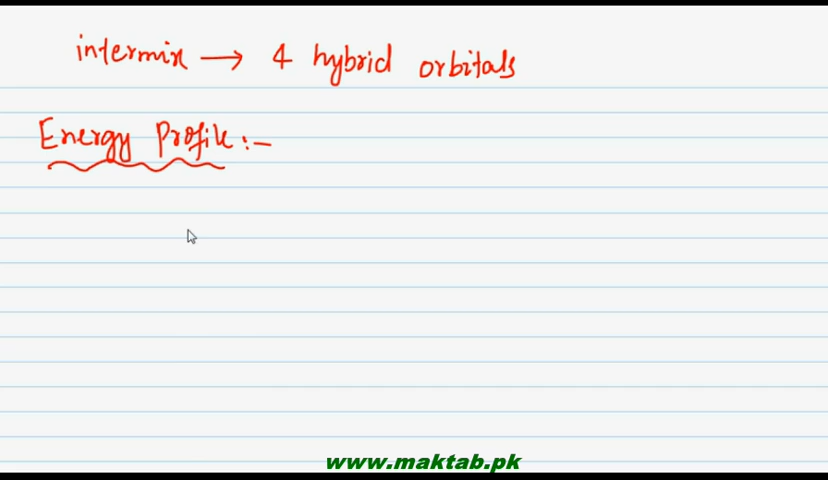 intermix → 4 hybrid orbitals
Energy Profile :-
www.maktab.pk